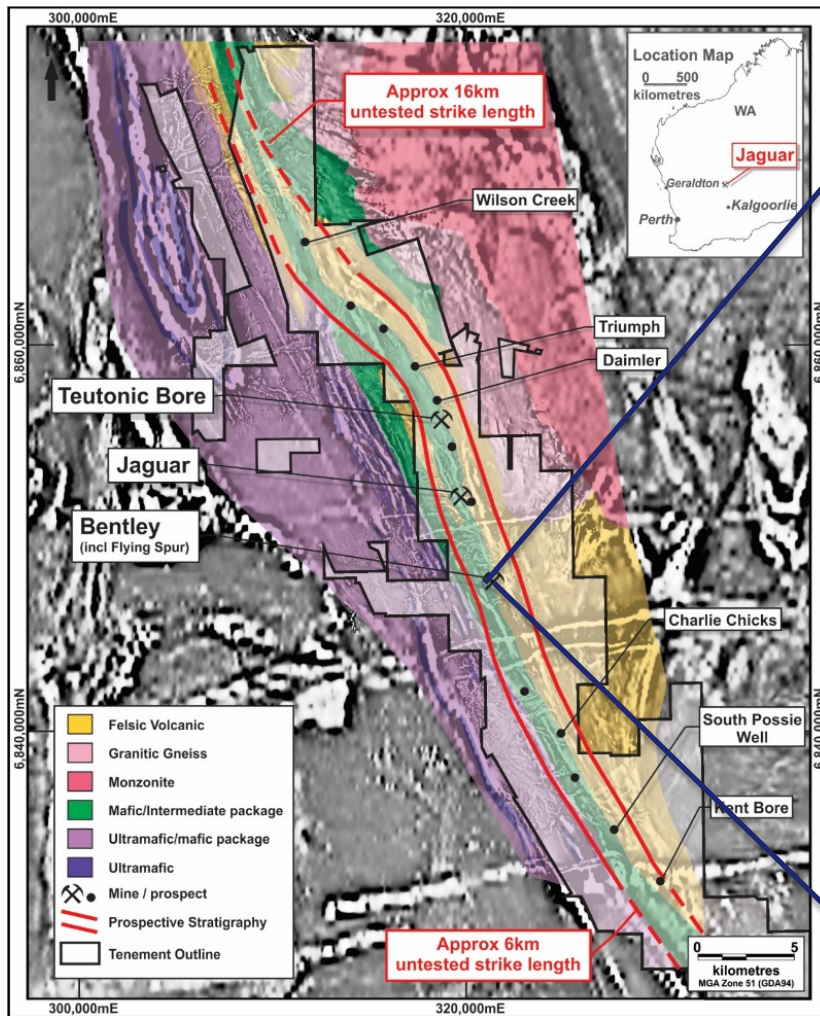 300,000mE
320,000mE
Approx 16km
untested strike length
Location Map
0 500
kilometres
WA
Jaguar
Geraldton
Kalgoorlie
Perth
Wilson Creek
6,860,000mN
6,860,000mN
Triumph
Daimler
Teutonic Bore
Jaguar
Bentley
(incl Flying Spur)
Charlie Chicks
South Possie
Well
6,840,000mN
6,840,000mN
Kent Bore
Felsic Volcanic
Granitic Gneiss
Monzonite
Mafic/Intermediate package
Ultramafic/mafic package
Ultramafic
Mine / prospect
Prospective Stratigraphy
Tenement Outline
Approx 6km
untested strike length
0 5
kilometres
MGA Zone 51 (GDA94)
300,000mE
320,000mE